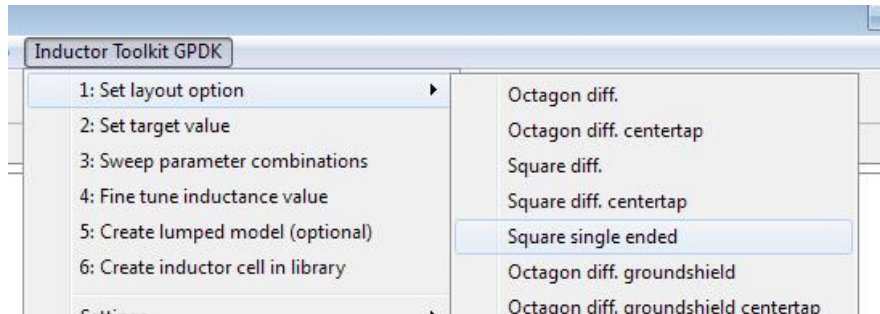 Inductor Toolkit GPDK
1: Set layout option
2: Set target value
3: Sweep parameter combinations
4: Fine tune inductance value
5: Create lumped model (optional)
6: Create inductor cell in library
Octagon diff.
Octagon diff. centertap
Square diff.
Square diff. centertap
Square single ended
Octagon diff. groundshield
Octagon diff. groundshield centertap